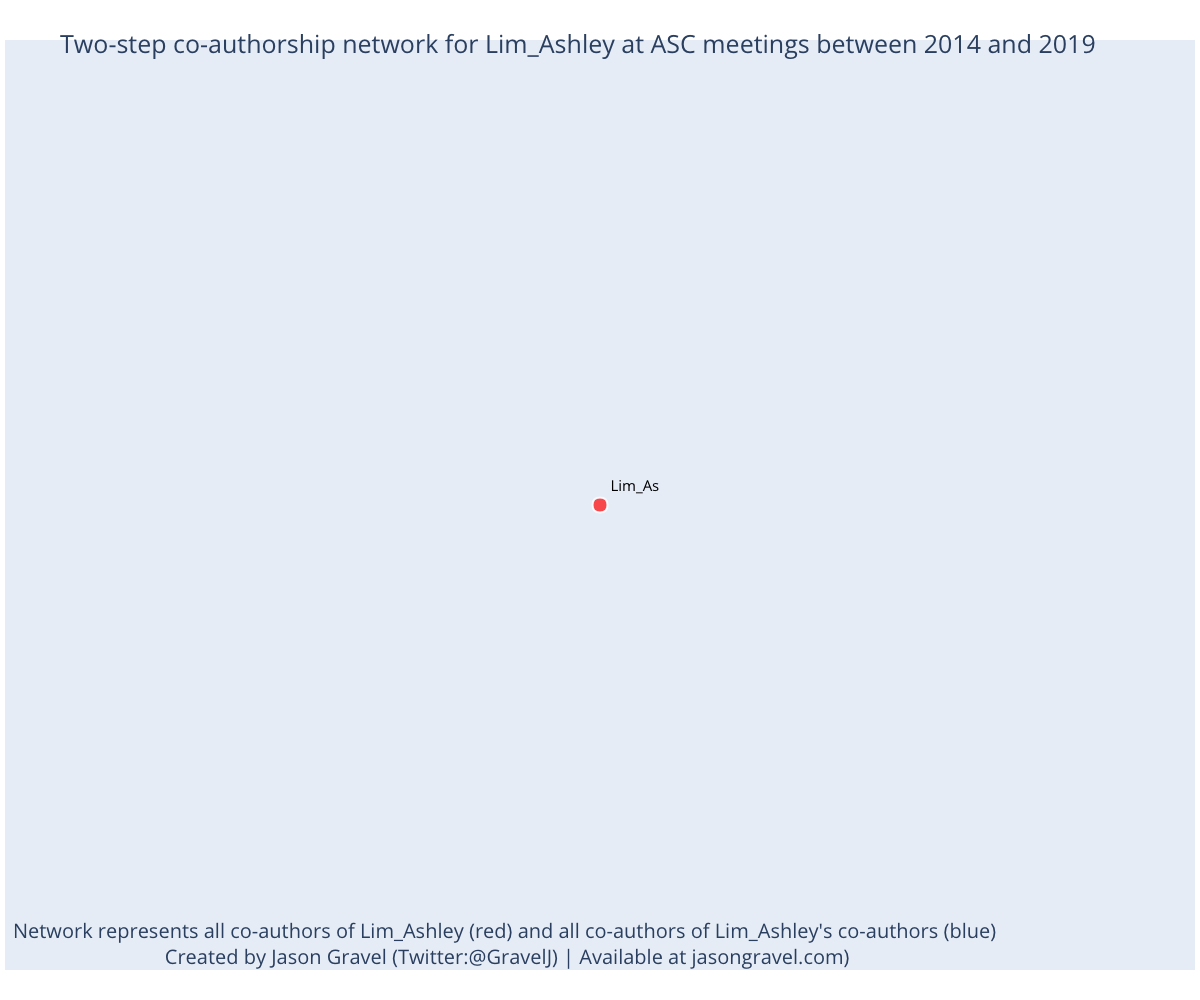 Two-step co-authorship network for Lim_Ashley at ASC meetings between 2014 and 2019
Lim_As
Network represents all co-authors of Lim_Ashley (red) and all co-authors of Lim_Ashley's co-authors (blue)
Created by Jason Gravel (Twitter:@GravelJ) | Available at jasongravel.com)